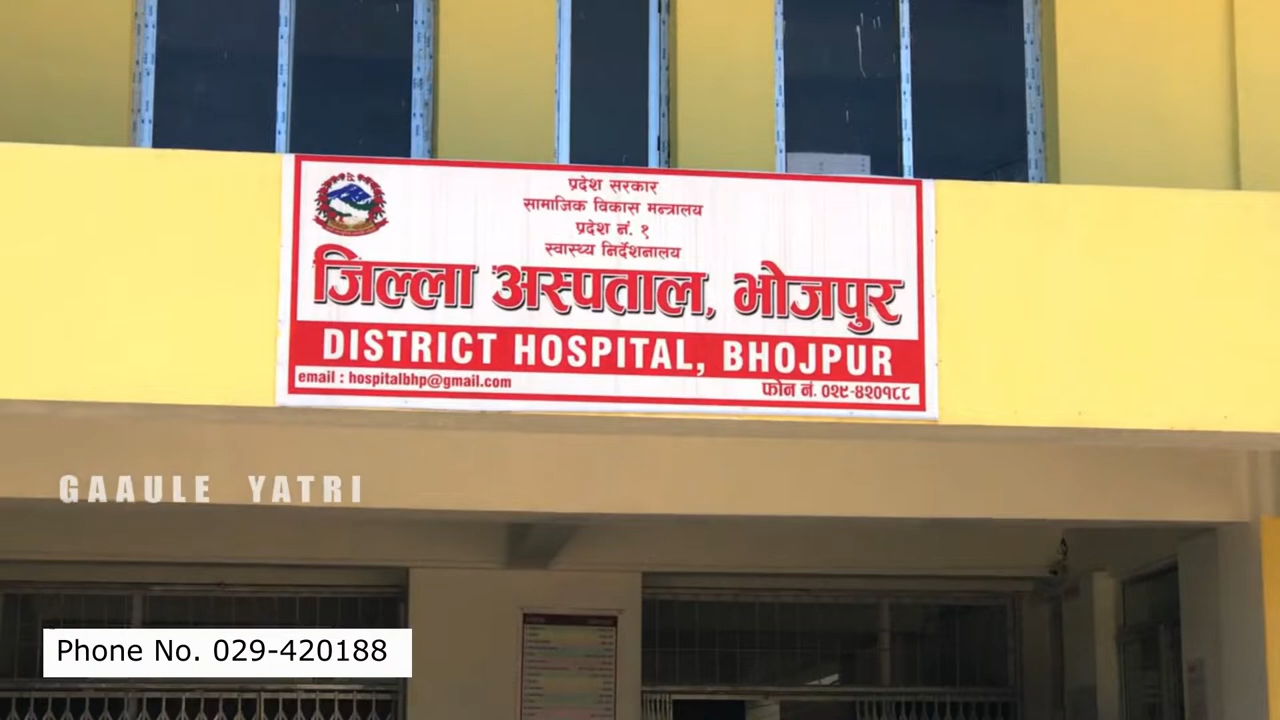 प्रदेश सरकार
सामाजिक विकास मन्त्रालय
प्रदेश नं. १
स्वास्थ्य निर्देशनालय
जिल्ला अस्पताल, भोजपुर
DISTRICT HOSPITAL, BHOJPUR
email : hospitalbhp@gmail.com
फोन नं. ०२९-४२०१८८
GAAULE YATRI
Phone No. 029-420188